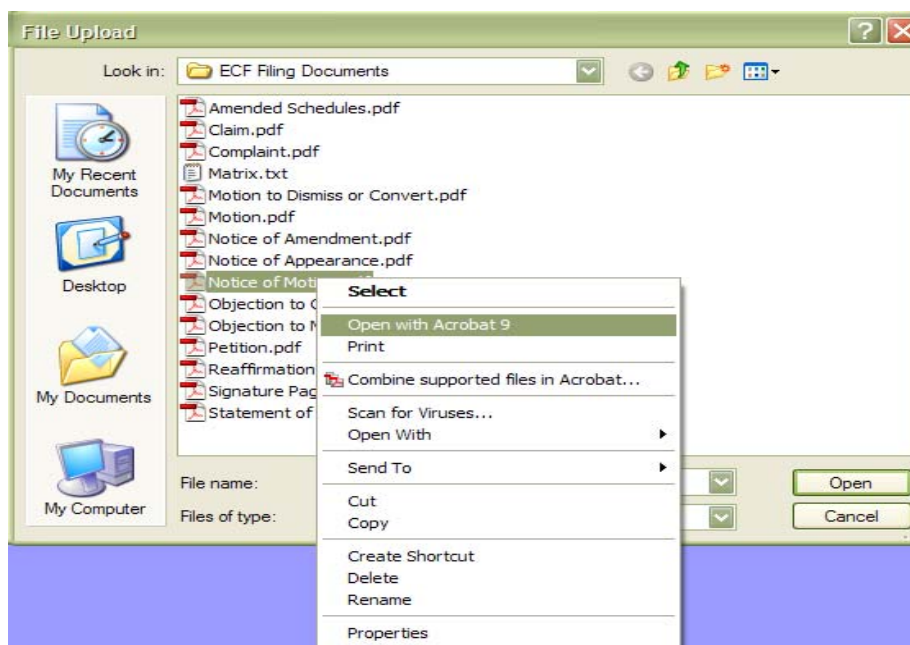 File Upload
Look in: ECF Filing Documents
My Recent Documents
Desktop
My Documents
My Computer
Amended Schedules.pdf
Claim.pdf
Complaint.pdf
Matrix.txt
Motion to Dismiss or Convert.pdf
Motion.pdf
Notice of Amendment.pdf
Notice of Appearance.pdf
Notice of
Objection to
Objection to
Petition.pdf
Reaffirmation
Signature
Statement of
Select
Open with Acrobat 9
Print
Combine supported files in Acrobat...
Scan for Viruses...
Open With
Send To
Cut
Copy
Create Shortcut
Delete
Rename
Properties
File name:
Open
Files of type:
Cancel